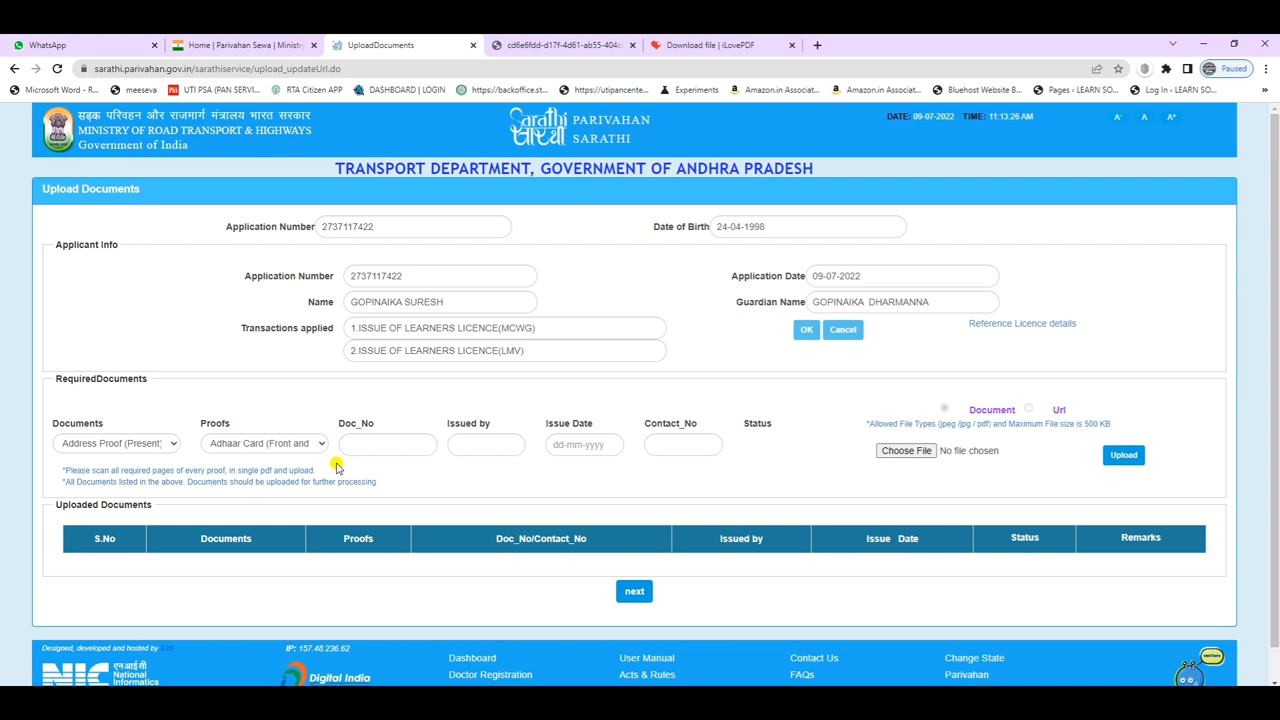 WhatsApp
Home | Parivahan Sewa | Ministry
UploadDocuments
cd6e6fdd-d17f-4d61-ab55-404cc
Download file | iLovePDF
sarathi.parivahan.gov.in/sarathiservice/upload_updateUrl.do
Paused
Microsoft Word - R...
meeseva
UTI PSA (PAN SERVI...
RTA Citizen APP
DASHBOARD | LOGIN
https://backoffice.st...
https://utipancente...
Experiments
Amazon.in Associat...
Amazon.in Associat...
Bluehost Website B...
Pages ‹ LEARN SO...
Log In ‹ LEARN SO...
सड़क परिवहन और राजमार्ग मंत्रालय भारत सरकार
MINISTRY OF ROAD TRANSPORT & HIGHWAYS
Government of India
Sarathi
सारथी
PARIVAHAN
SARATHI
DATE: 09-07-2022 TIME: 11:13:26 AM
A- A A+
TRANSPORT DEPARTMENT, GOVERNMENT OF ANDHRA PRADESH
Upload Documents
Application Number 2737117422
Date of Birth 24-04-1998
Applicant Info
Application Number 2737117422
Application Date 09-07-2022
Name GOPINAIKA SURESH
Guardian Name GOPINAIKA DHARMANNA
Transactions applied 1.ISSUE OF LEARNERS LICENCE(MCWG)
OK Cancel
Reference Licence details
2.ISSUE OF LEARNERS LICENCE(LMV)
RequiredDocuments
Document Url
Documents Proofs Doc_No Issued by Issue Date Contact_No Status
*Allowed File Types (jpeg /jpg / pdf) and Maximum File size is 500 KB
Address Proof (Present) Adhaar Card (Front and dd-mm-yyyy
Choose File No file chosen
Upload
*Please scan all required pages of every proof, in single pdf and upload.
*All Documents listed in the above. Documents should be uploaded for further processing
Uploaded Documents
S.No Documents Proofs Doc_No/Contact_No Issued by Issue Date Status Remarks
next
Designed, developed and hosted by
IP: 157.48.236.62
NIC
एन आई सी
National
Informatics
Digital India
Dashboard
User Manual
Contact Us
Change State
Doctor Registration
Acts & Rules
FAQs
Parivahan